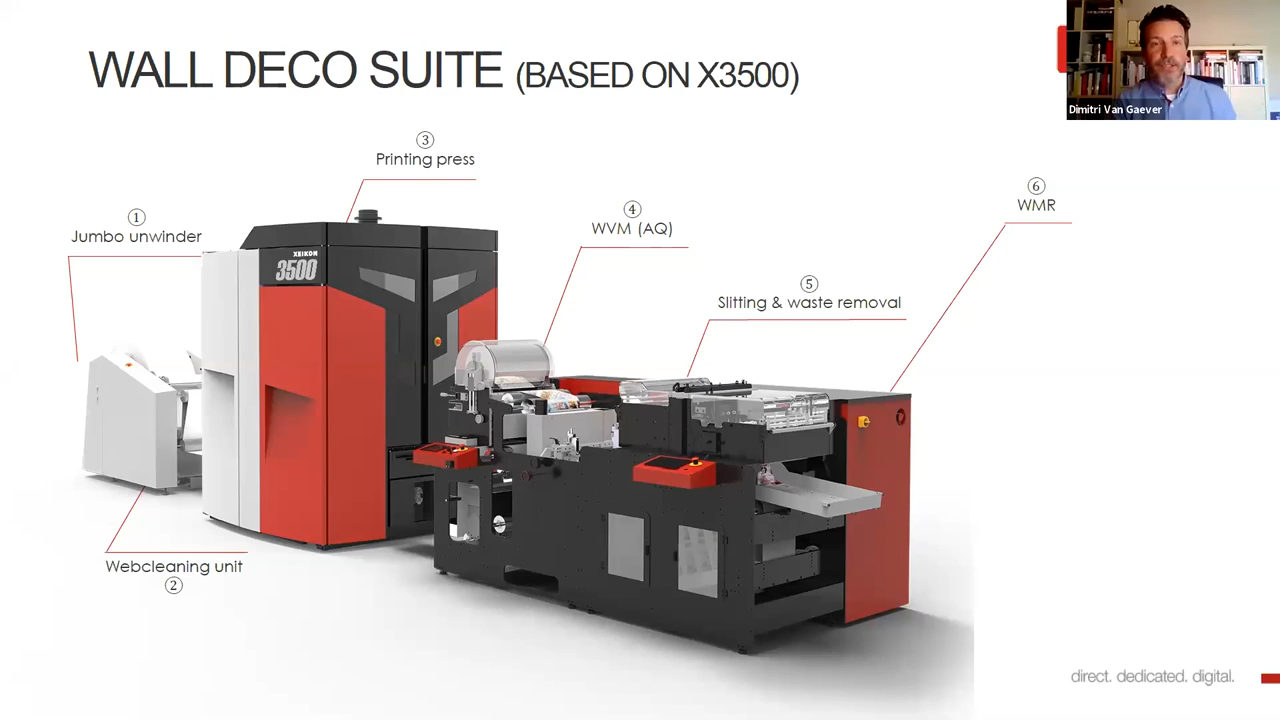 WALL DECO SUITE (BASED ON X3500)
Dimitri Van Gaever
③
Printing press
⑥
WMR
④
WVM (AQ)
①
Jumbo unwinder
XEIKON
3500
⑤
Slitting & waste removal
Webcleaning unit
②
direct. dedicated. digital.